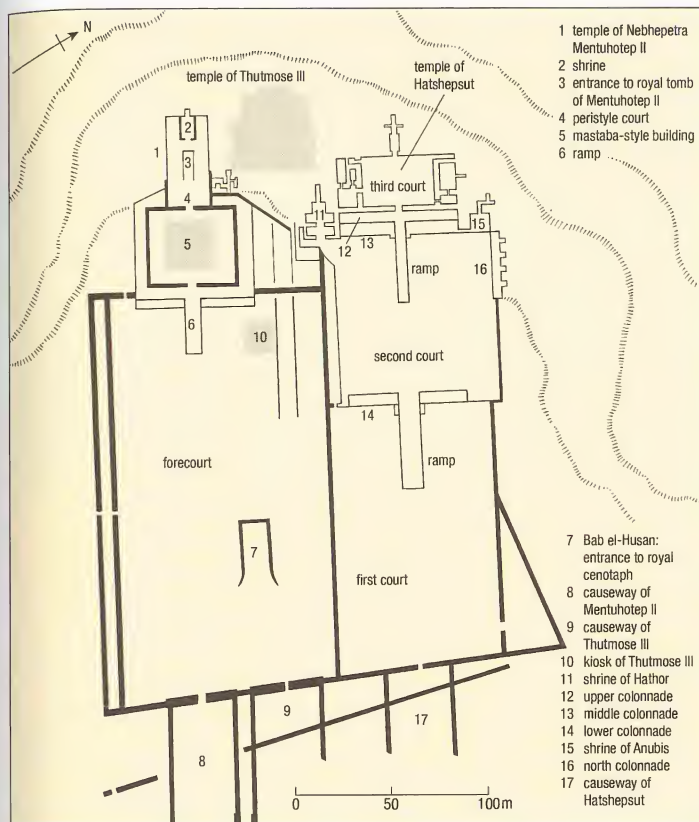 N
temple of Thutmose III
temple of
Hatshepsut
1 temple of Nebhepetra
Mentuhotep II
2 shrine
3 entrance to royal tomb
of Mentuhotep II
4 peristyle court
5 mastaba-style building
6 ramp
1
2
3
4
5
6
third court
11
12
13
15
16
ramp
10
second court
14
forecourt
ramp
7
first court
7 Bab el-Husan:
entrance to royal
cenotaph
8 causeway of
Mentuhotep II
9 causeway of
Thutmose III
10 kiosk of Thutmose III
11 shrine of Hathor
12 upper colonnade
13 middle colonnade
14 lower colonnade
15 shrine of Anubis
16 north colonnade
17 causeway of
Hatshepsut
9
17
8
0 50 100 m